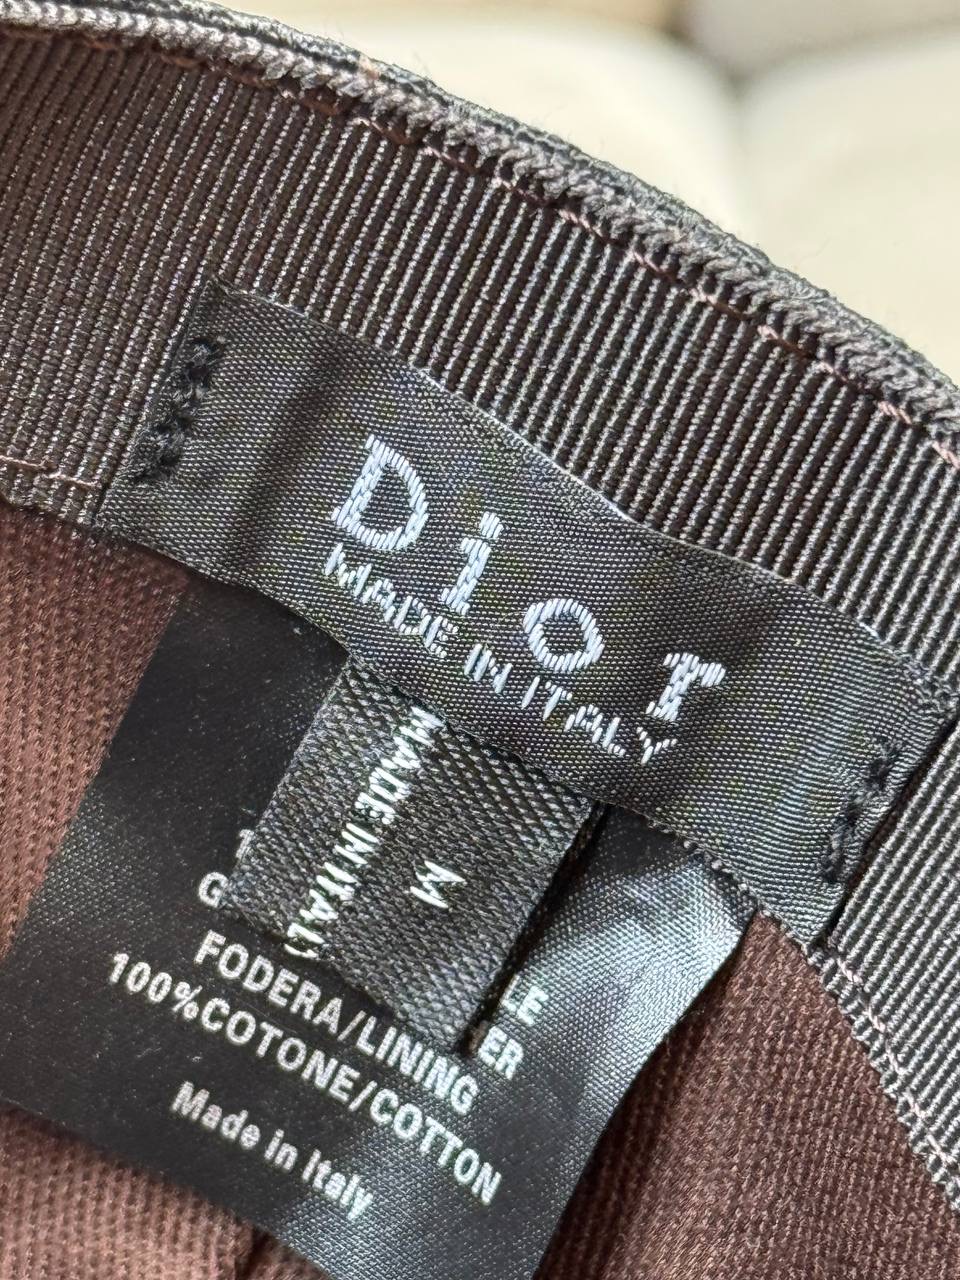 Dior
MADE IN ITALY
MADE IN ITALY
M
FODERA/LINING
100%COTONE/COTTON
Made in Italy